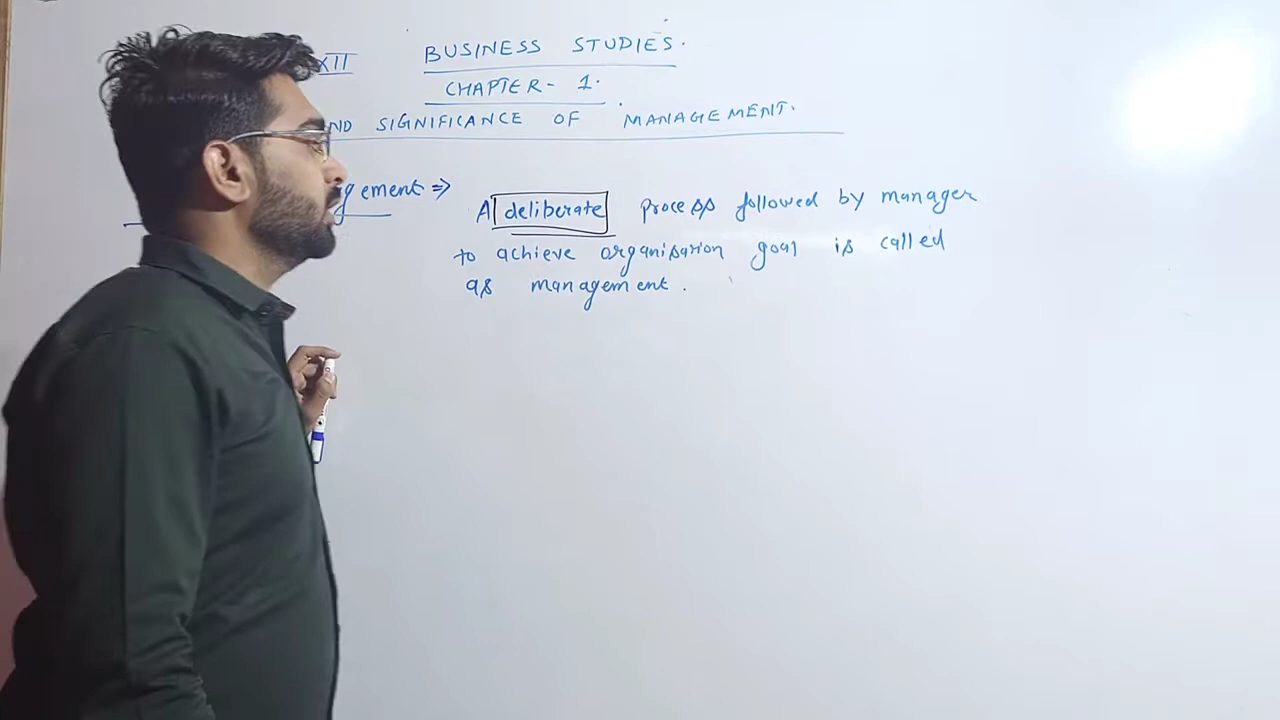 XII BUSINESS STUDIES.
CHAPTER- 1.
ND SIGNIFICANCE OF MANAGEMENT.
gement ⇒ A deliberate process followed by manager
to achieve organisation goal is called
as management.